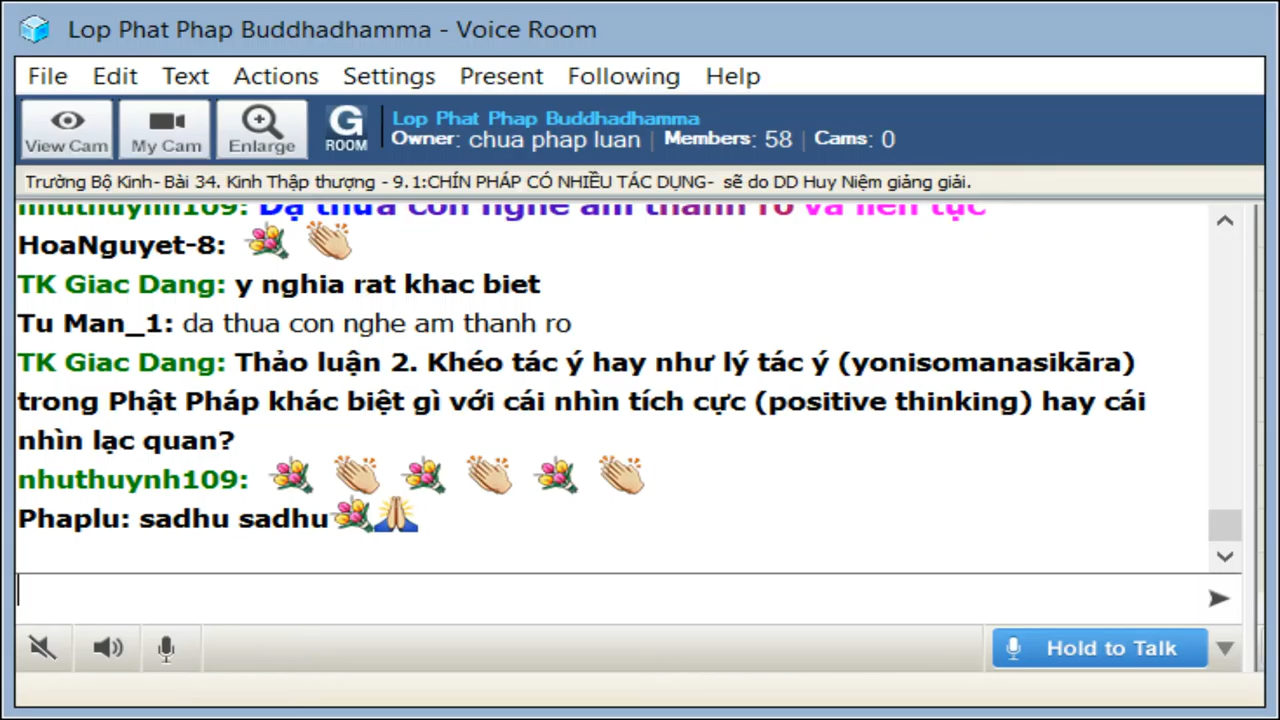 Lop Phat Phap Buddhadhamma - Voice Room
File Edit Text Actions Settings Present Following Help
View Cam My Cam Enlarge G ROOM
Lop Phat Phap Buddhadhamma
Owner: chua phap luan | Members: 58 | Cams: 0
Trường Bộ Kinh- Bài 34. Kinh Thập thượng - 9.1:CHÍN PHÁP CÓ NHIỀU TÁC DỤNG- sẽ do DD Huy Niệm giảng giải.
nhuthuynh109: Dạ thưa con nghe âm thanh rõ và liên tục
HoaNguyet-8:
TK Giac Dang: y nghia rat khac biet
Tu Man_1: da thua con nghe am thanh ro
TK Giac Dang: Thảo luận 2. Khéo tác ý hay như lý tác ý (yonisomanasikāra)
trong Phật Pháp khác biệt gì với cái nhìn tích cực (positive thinking) hay cái
nhìn lạc quan?
nhuthuynh109:
Phaplu: sadhu sadhu
Hold to Talk